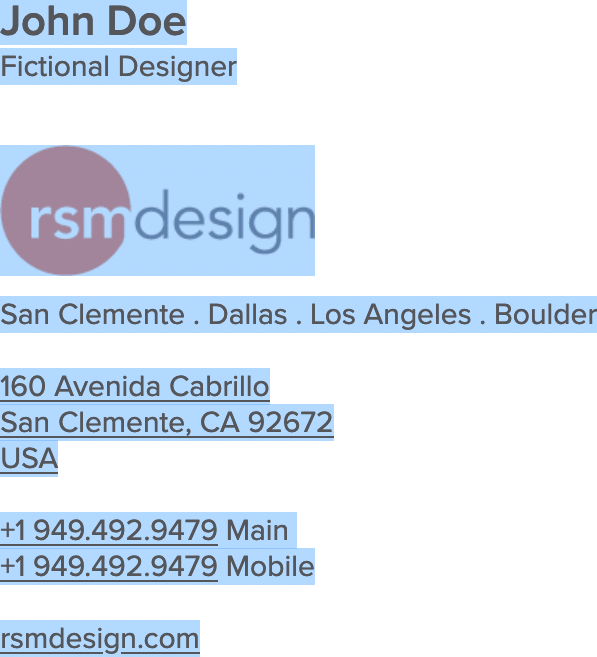 John Doe
Fictional Designer
rsmdesign
San Clemente . Dallas . Los Angeles . Boulder
160 Avenida Cabrillo
San Clemente, CA 92672
USA
+1 949.492.9479 Main
+1 949.492.9479 Mobile
rsmdesign.com